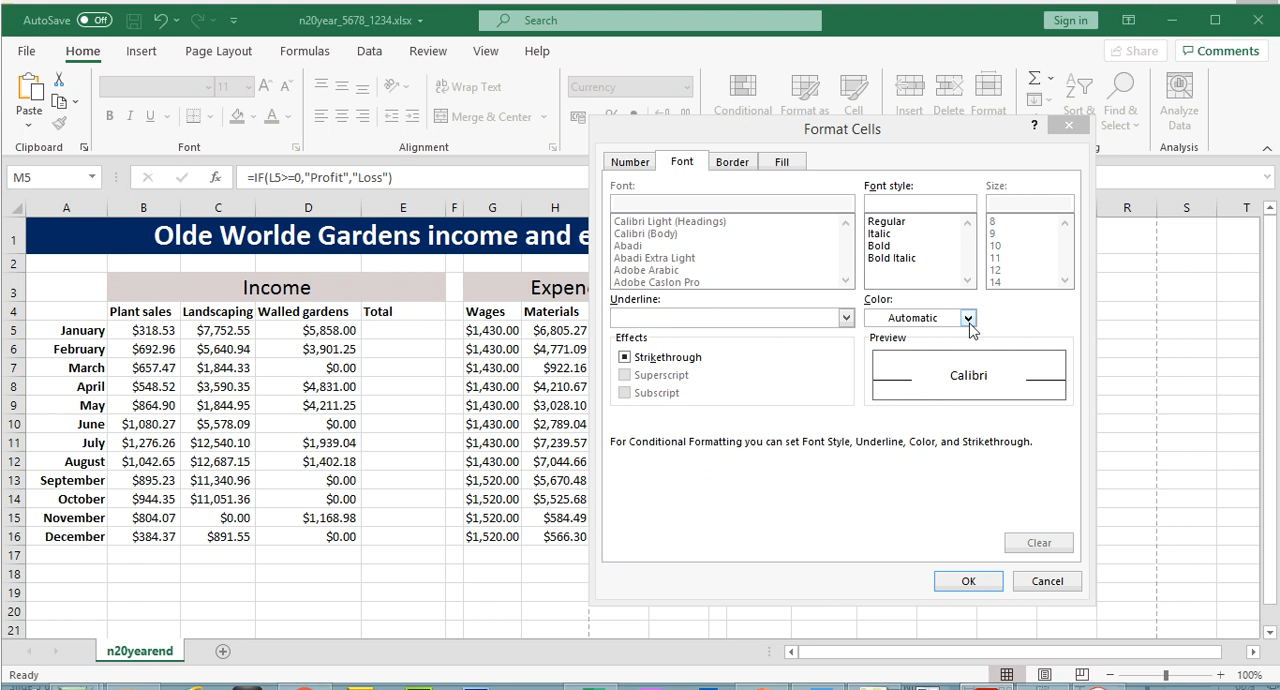 AutoSave Off n20year_5678_1234.xlsx Search Sign in
File Home Insert Page Layout Formulas Data Review View Help Share Comments
11 Wrap Text Currency
Paste B I U Merge & Center Conditional Format as Cell Insert Delete Format Sort & Find & Analyze
Select Data
Clipboard Font Alignment Analysis
M5 fx =IF(L5>=0,"Profit","Loss")
A B C D E F G H R S T
1 Olde Worlde Gardens income and e
2
3 Income Expen
4 Plant sales Landscaping Walled gardens Total Wages Materials
5 January $318.53 $7,752.55 $5,858.00 $1,430.00 $6,805.27
6 February $692.96 $5,640.94 $3,901.25 $1,430.00 $4,771.09
7 March $657.47 $1,844.33 $0.00 $1,430.00 $922.16
8 April $548.52 $3,590.35 $4,831.00 $1,430.00 $4,210.67
9 May $864.90 $1,844.95 $4,211.25 $1,430.00 $3,028.10
10 June $1,080.27 $5,578.09 $0.00 $1,430.00 $2,789.04
11 July $1,276.26 $12,540.10 $1,939.04 $1,430.00 $7,239.57
12 August $1,042.65 $12,687.15 $1,402.18 $1,430.00 $7,044.66
13 September $895.23 $11,340.96 $0.00 $1,520.00 $5,670.48
14 October $944.35 $11,051.36 $0.00 $1,520.00 $5,525.68
15 November $804.07 $0.00 $1,168.98 $1,520.00 $584.49
16 December $384.37 $891.55 $0.00 $1,520.00 $566.30
17
18
19
20
21
Format Cells ?
Number Font Border Fill
Font: Font style: Size:
Calibri Light (Headings) Regular 8
Calibri (Body) Italic 9
Abadi Bold 10
Abadi Extra Light Bold Italic 11
Adobe Arabic 12
Adobe Caslon Pro 14
Underline: Color:
Automatic
Effects Preview
Strikethrough
Superscript Calibri
Subscript
For Conditional Formatting you can set Font Style, Underline, Color, and Strikethrough.
Clear
OK Cancel
n20yearend
Ready 100%